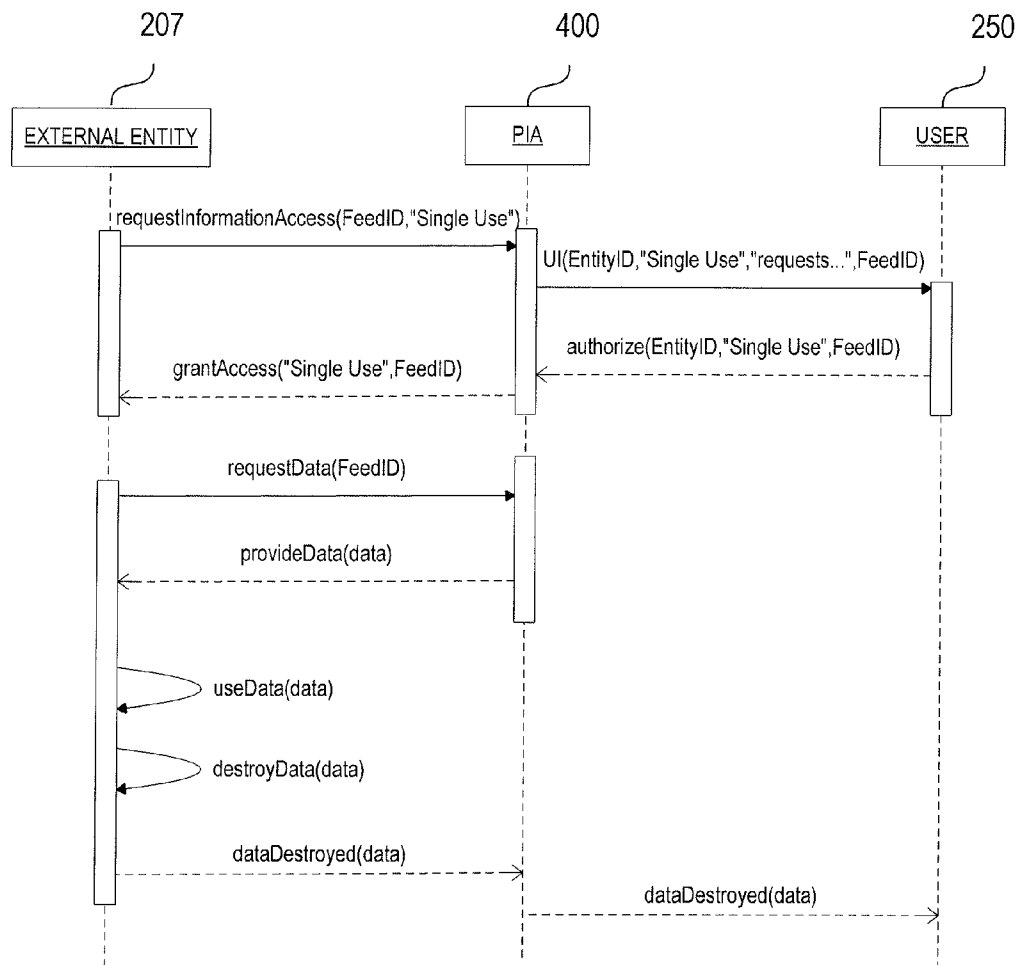 207
400
250
EXTERNAL ENTITY
PIA
USER
requestInformationAccess(FeedID,"Single Use")
UI(EntityID,"Single Use","requests...",FeedID)
authorize(EntityID,"Single Use",FeedID)
grantAccess("Single Use",FeedID)
requestData(FeedID)
provideData(data)
useData(data)
destroyData(data)
dataDestroyed(data)
dataDestroyed(data)